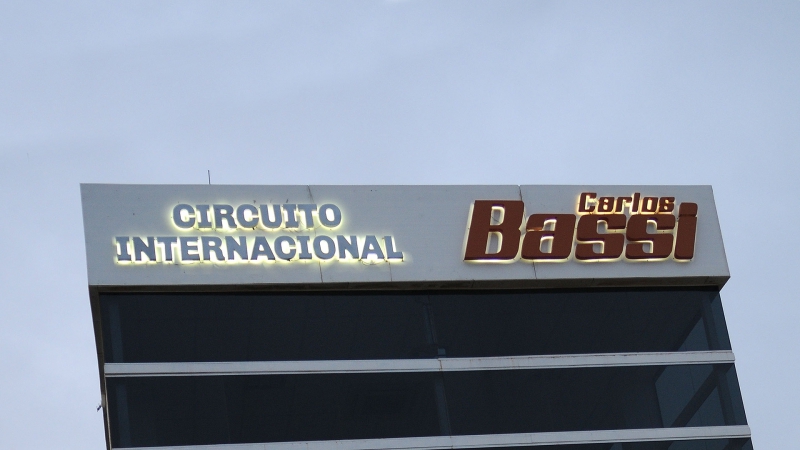 CIRCUITO
INTERNACIONAL
Carlos
Bassi